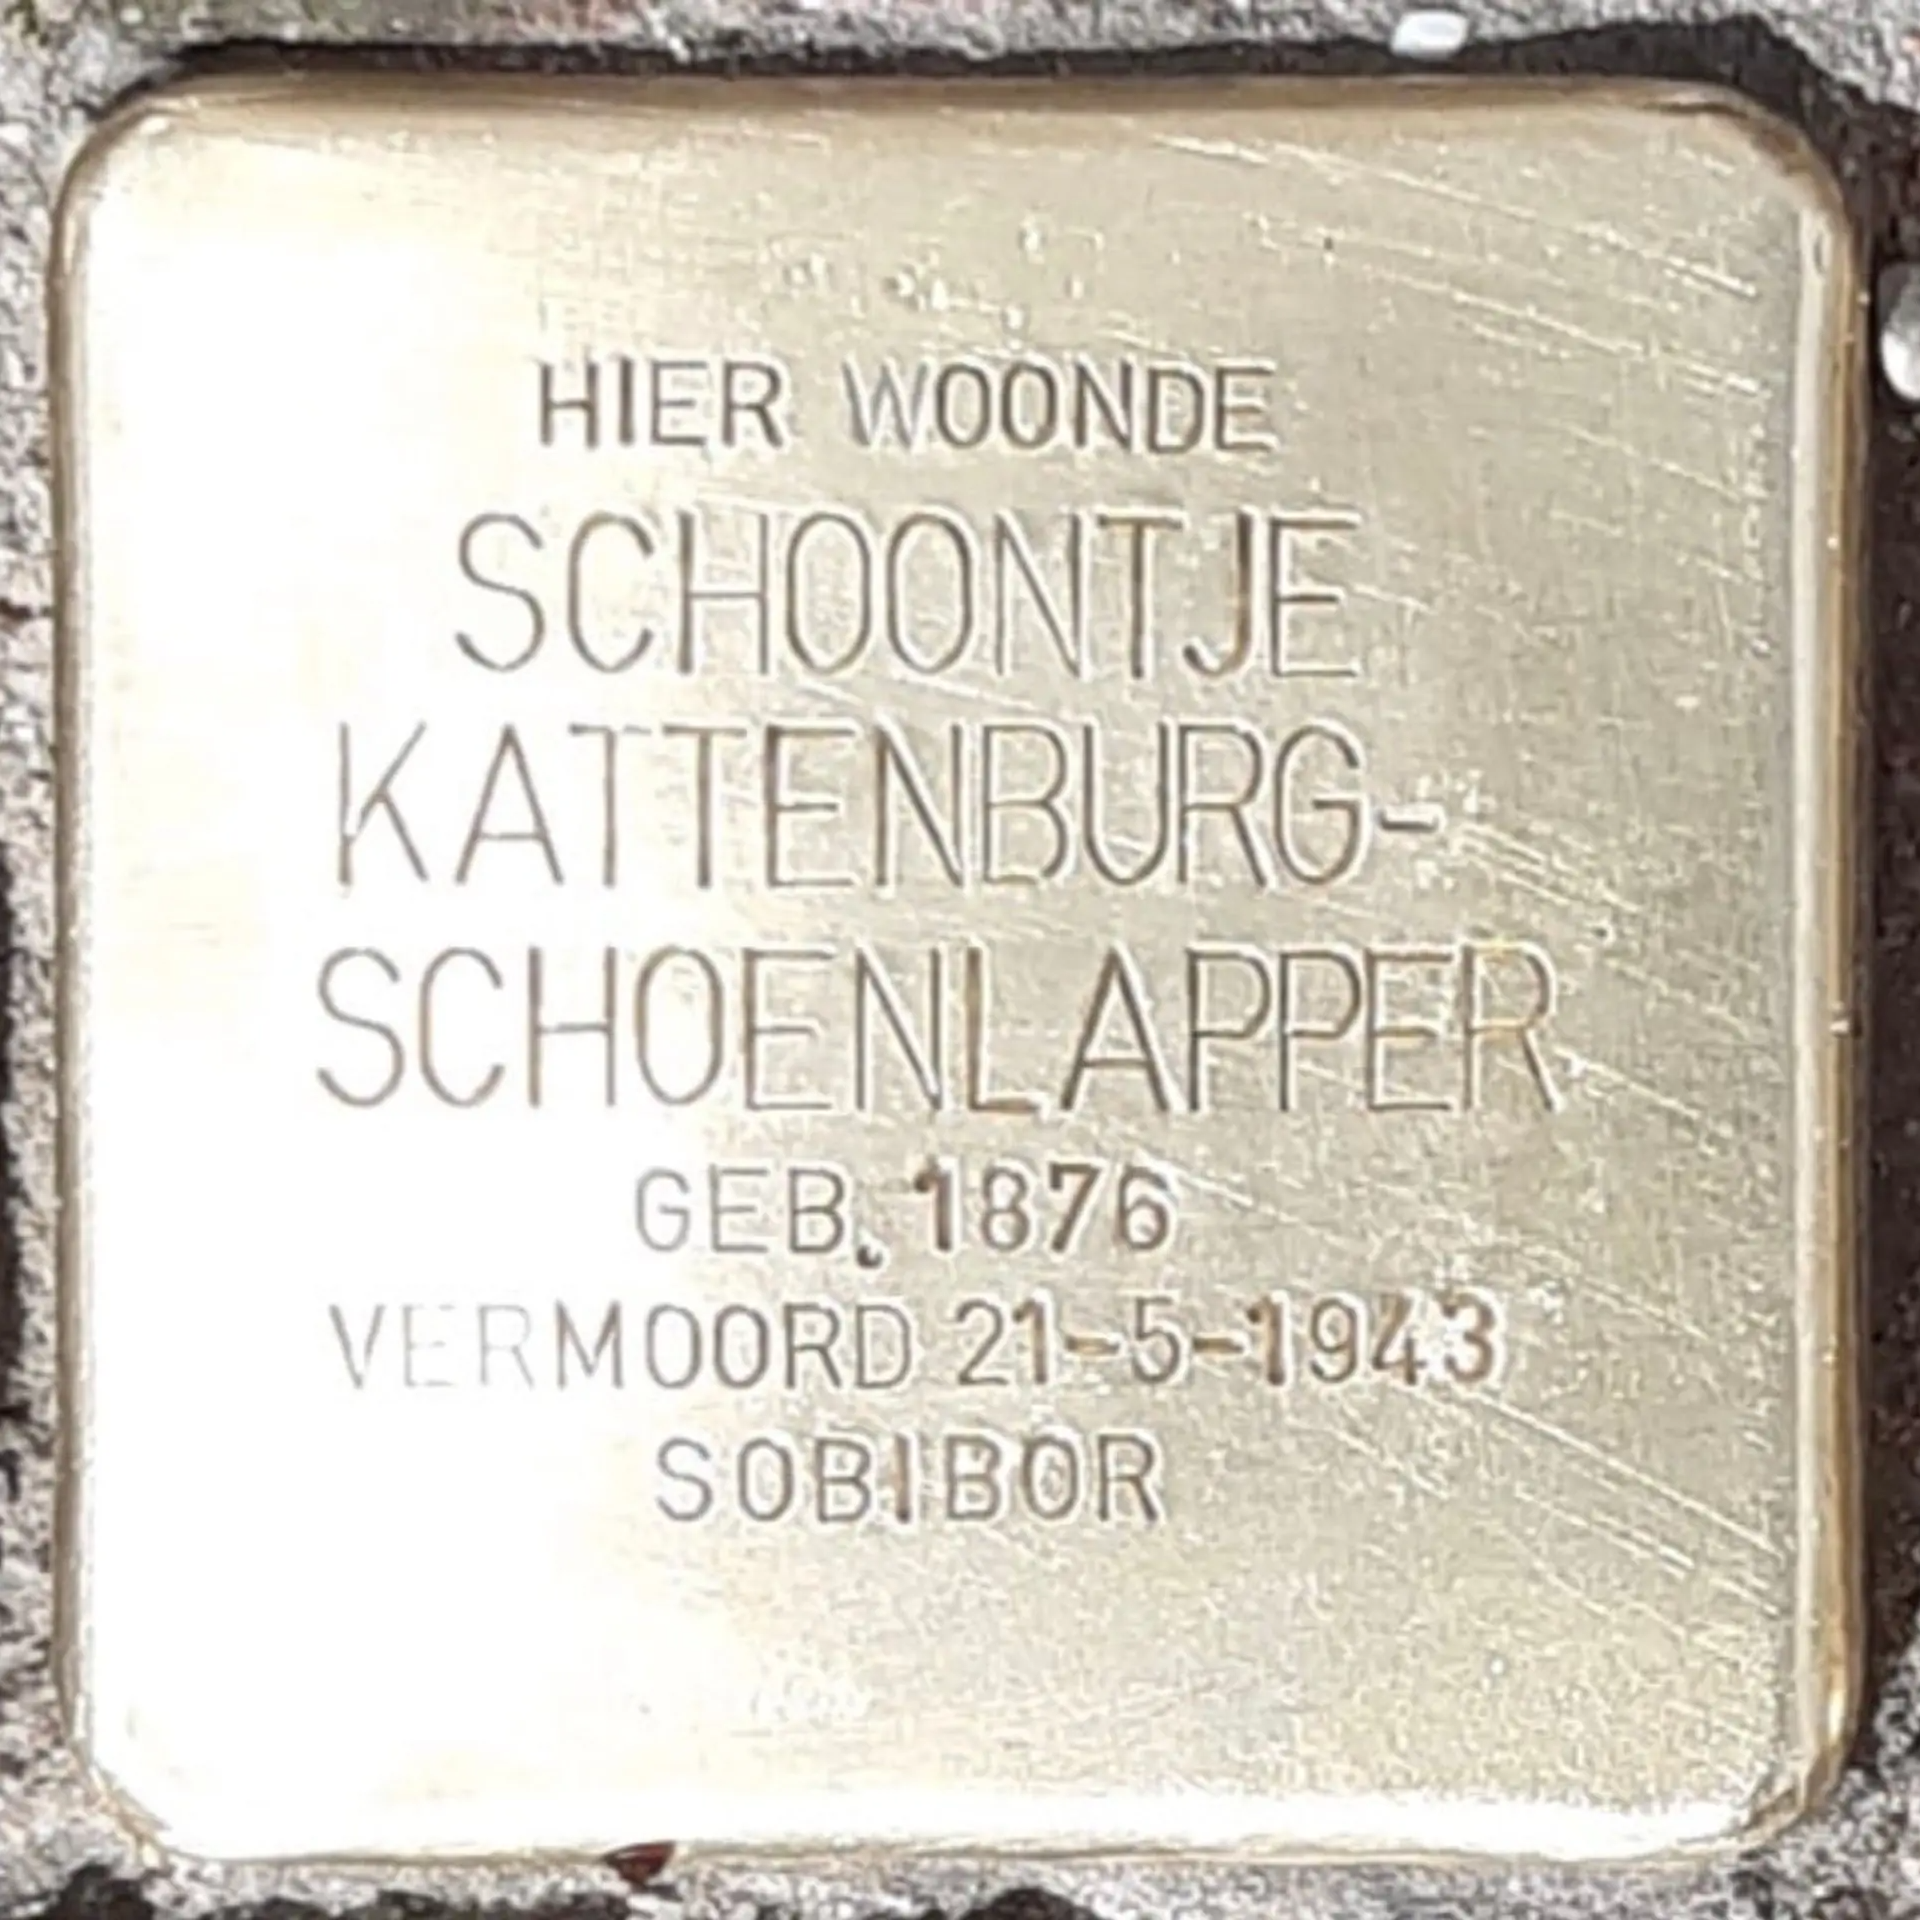 HIER WOONDE
SCHOONTJE
KATTENBURG-
SCHOENLAPPER
GEB. 1876
VERMOORD 21-5-1943
SOBIBOR